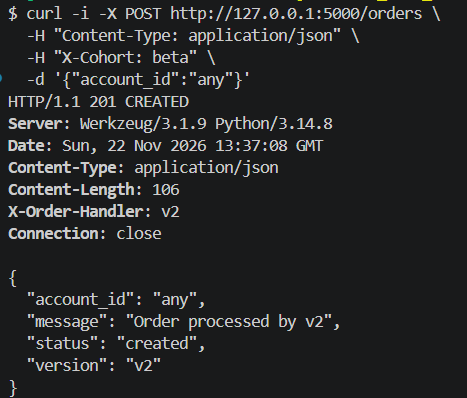 $ curl -i -X POST http://127.0.0.1:5000/orders \
  -H "Content-Type: application/json" \
  -H "X-Cohort: beta" \
  -d '{"account_id":"any"}'
HTTP/1.1 201 CREATED
Server: Werkzeug/3.1.9 Python/3.14.8
Date: Sun, 22 Nov 2026 13:37:08 GMT
Content-Type: application/json
Content-Length: 106
X-Order-Handler: v2
Connection: close

{
  "account_id": "any",
  "message": "Order processed by v2",
  "status": "created",
  "version": "v2"
}